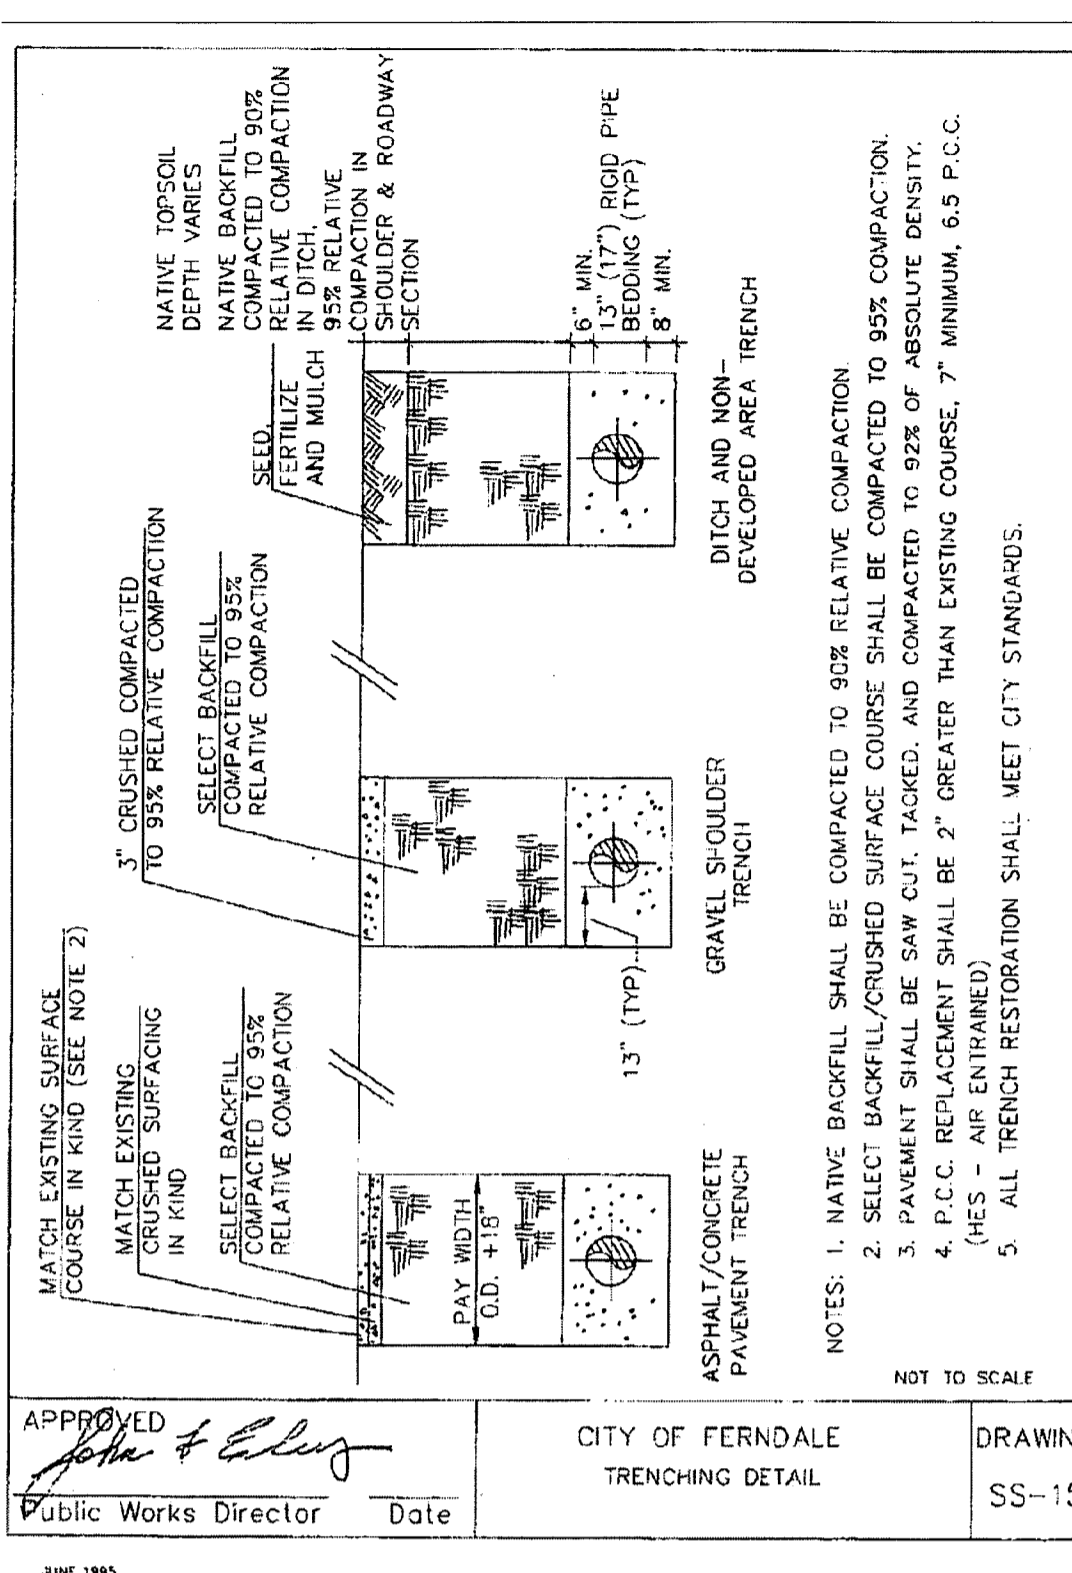 MATCH EXISTING SURFACE
COURSE IN KIND (SEE NOTE 2)
MATCH EXISTING
CRUSHED SURFACING
IN KIND
SELECT BACKFILL
COMPACTED TO 95%
RELATIVE COMPACTION
PAY WIDTH
O.D. +18"
ASPHALT/CONCRETE
PAVEMENT TRENCH
3" CRUSHED COMPACTED
TO 95% RELATIVE COMPACTION
SELECT BACKFILL
COMPACTED TO 95%
RELATIVE COMPACTION
13" (TYP)
GRAVEL SHOULDER
TRENCH
NATIVE TOPSOIL
DEPTH VARIES
NATIVE BACKFILL
COMPACTED TO 90%
RELATIVE COMPACTION
IN DITCH,
95% RELATIVE
COMPACTION IN
SHOULDER & ROADWAY
SECTION
SEED,
FERTILIZE
AND MULCH
6" MIN.
13" (17") RIGID PIPE
BEDDING (TYP)
8" MIN.
DITCH AND NON-
DEVELOPED AREA TRENCH
NOTES: 1. NATIVE BACKFILL SHALL BE COMPACTED TO 90% RELATIVE COMPACTION.
2. SELECT BACKFILL/CRUSHED SURFACE COURSE SHALL BE COMPACTED TO 95% COMPACTION.
3. PAVEMENT SHALL BE SAW CUT, TACKED, AND COMPACTED TO 92% OF ABSOLUTE DENSITY.
4. P.C.C. REPLACEMENT SHALL BE 2" GREATER THAN EXISTING COURSE, 7" MINIMUM, 6.5 P.C.C.
(HES - AIR ENTRAINED)
5. ALL TRENCH RESTORATION SHALL MEET CITY STANDARDS.
NOT TO SCALE
APPROVED
Public Works Director
Date
CITY OF FERNDALE
TRENCHING DETAIL
DRAWIN
SS-15
JUNE 1995